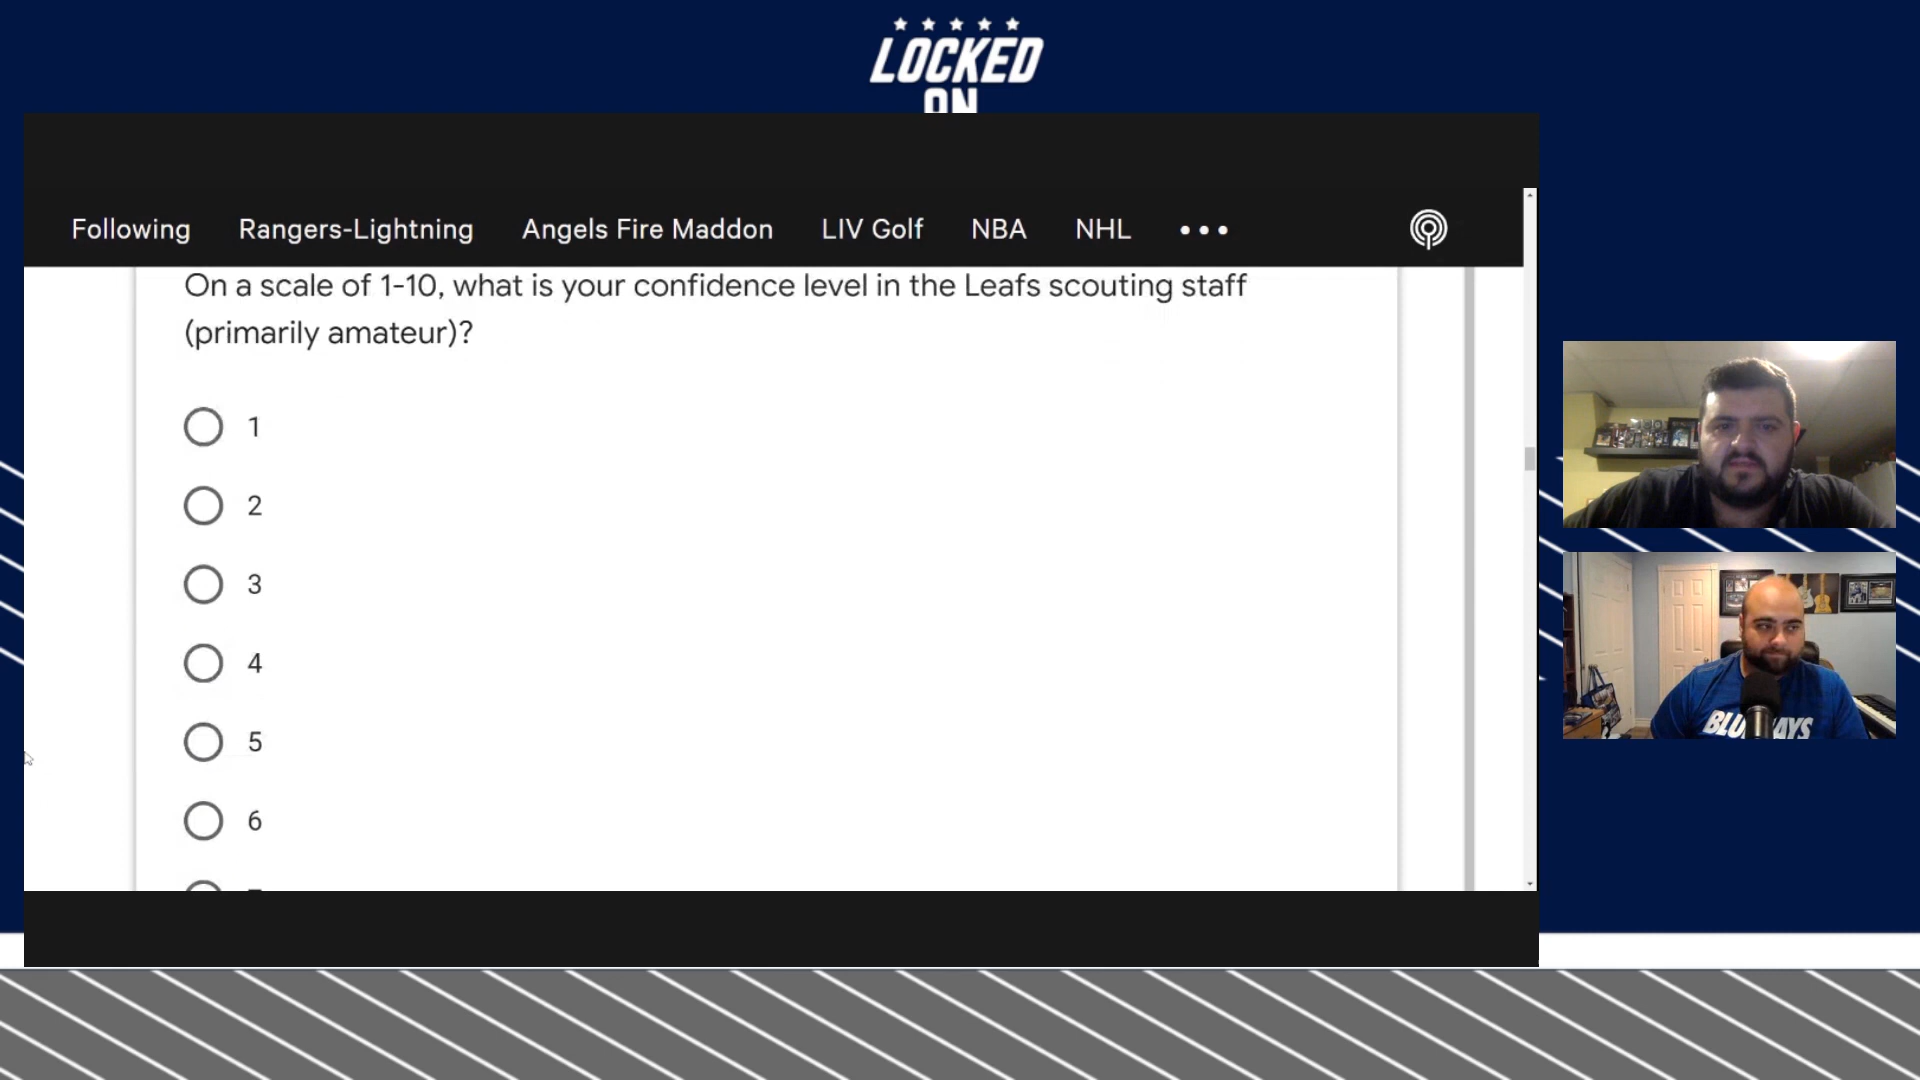 LOCKED
ON
Following Rangers-Lightning Angels Fire Maddon LIV Golf NBA NHL
On a scale of 1-10, what is your confidence level in the Leafs scouting staff
(primarily amateur)?
1
2
3
4
5
6